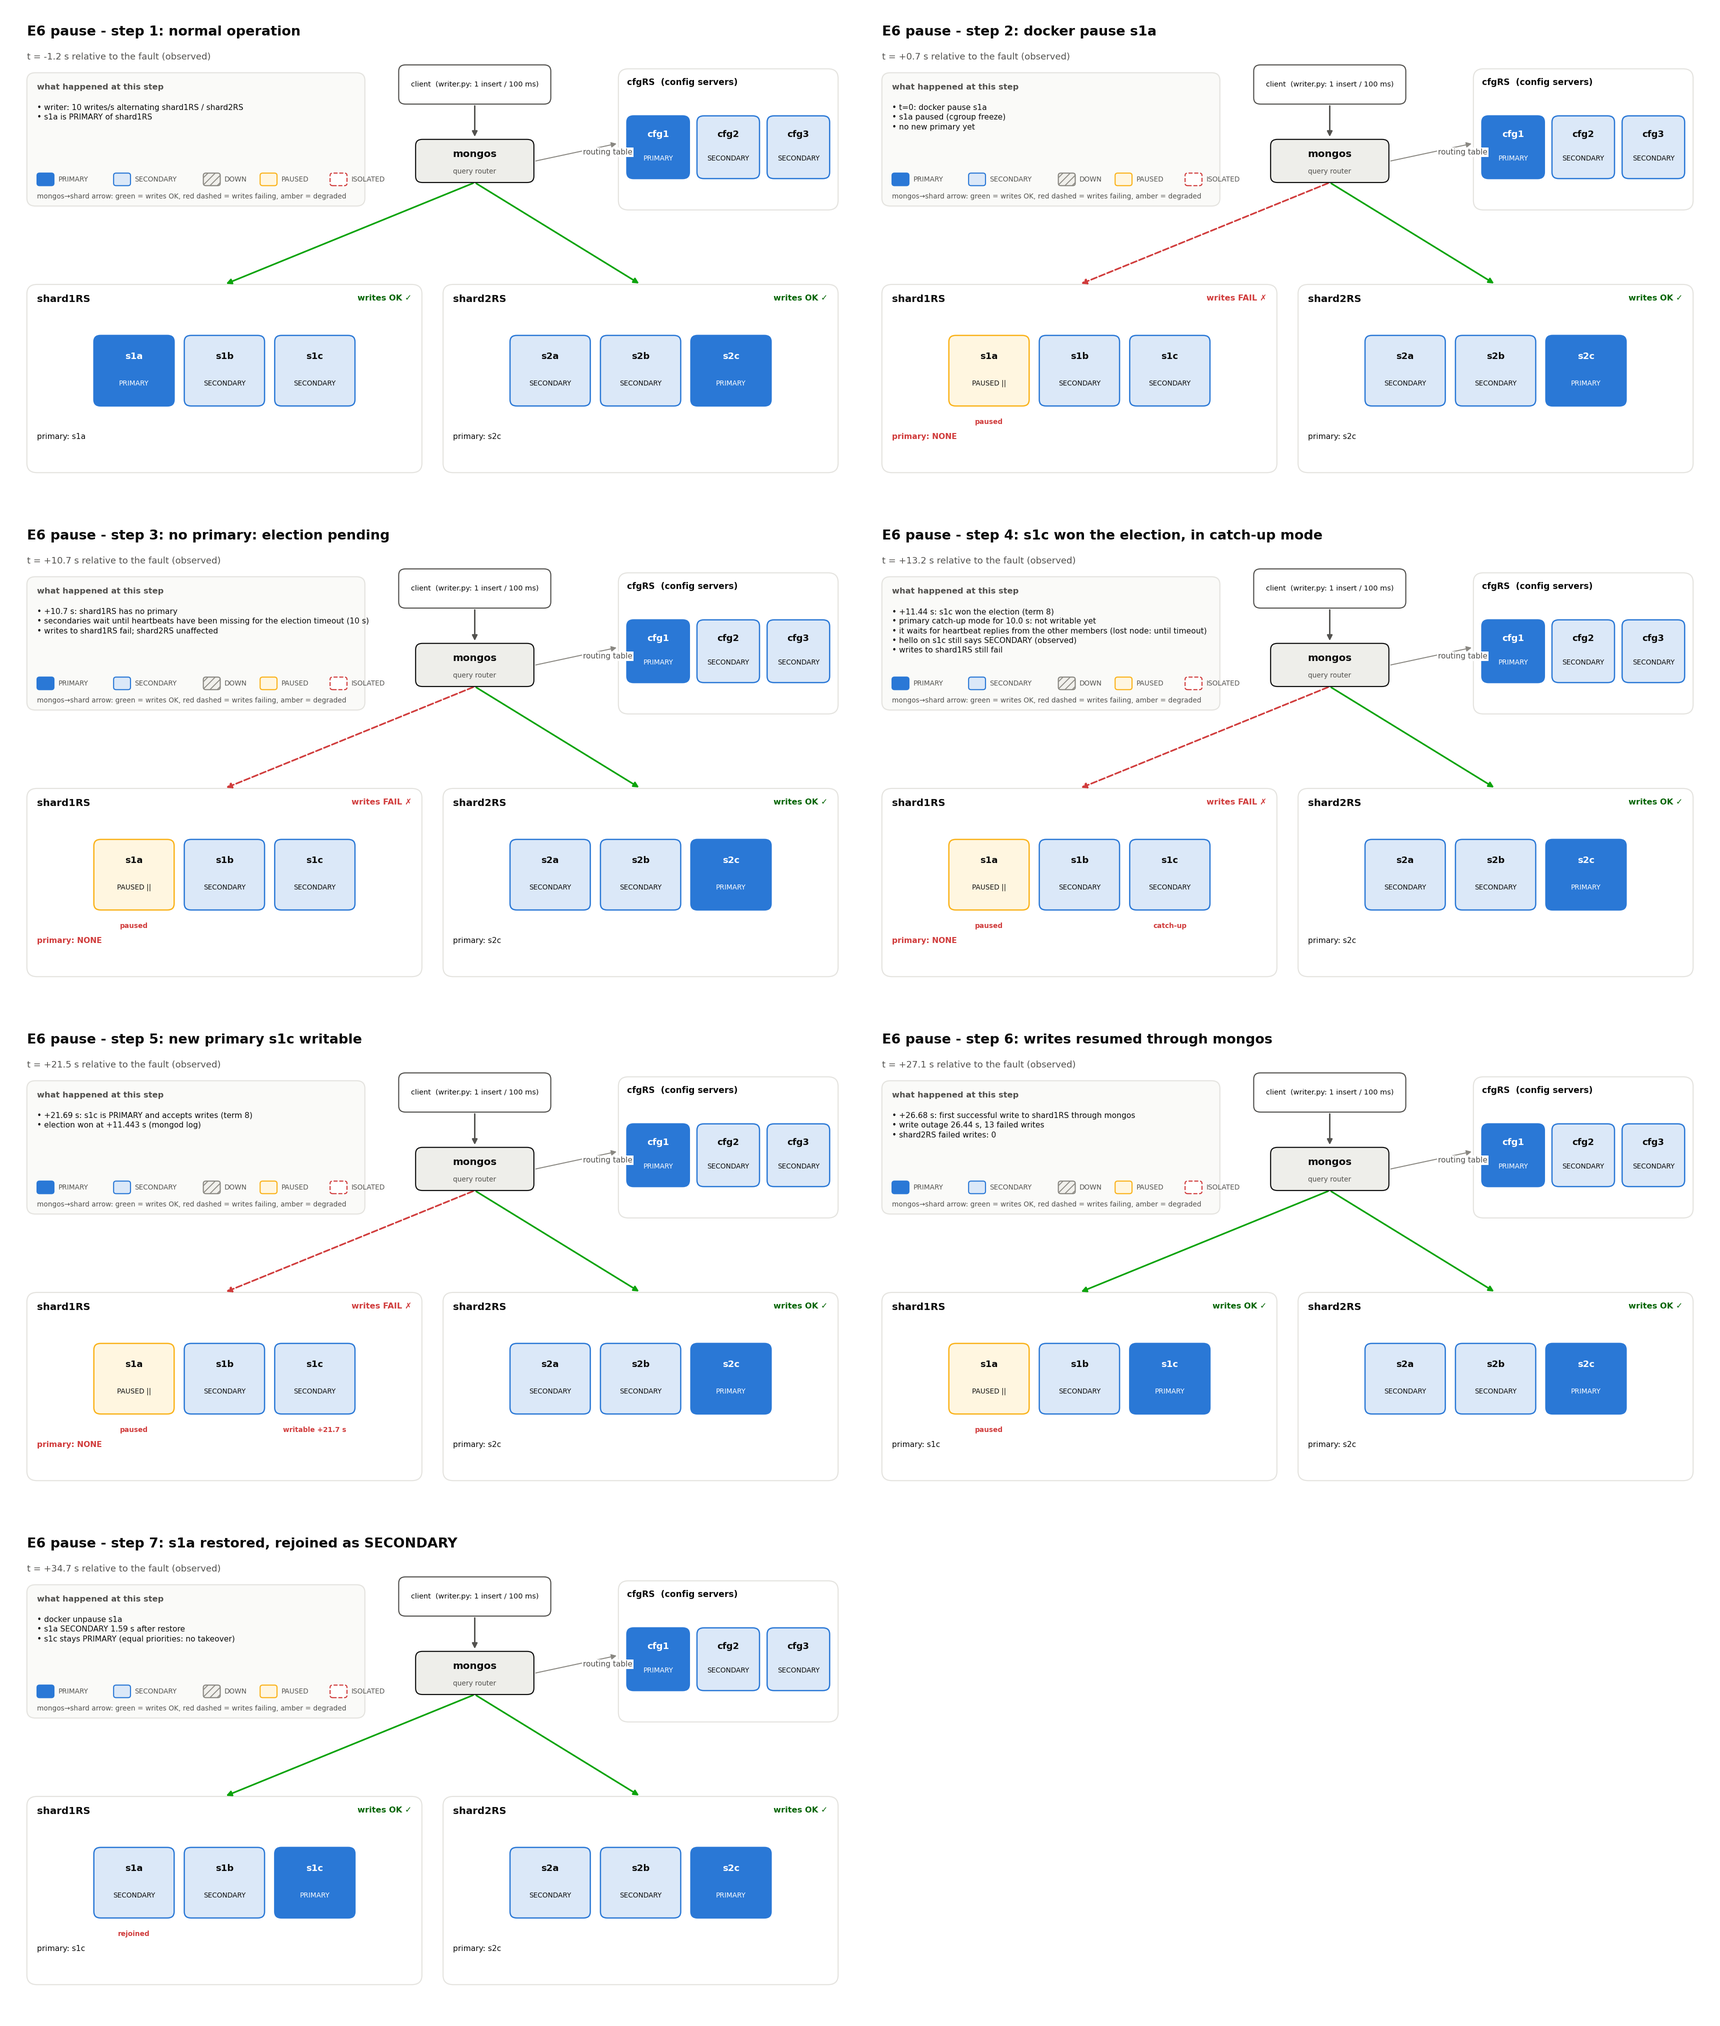 E6 pause - step 1: normal operation
t = -1.2 s relative to the fault (observed)
what happened at this step
• writer: 10 writes/s alternating shard1RS / shard2RS
• s1a is PRIMARY of shard1RS
PRIMARY SECONDARY DOWN PAUSED ISOLATED
mongos→shard arrow: green = writes OK, red dashed = writes failing, amber = degraded
client (writer.py: 1 insert / 100 ms)
mongos
query router
routing table
cfgRS (config servers)
cfg1 cfg2 cfg3
PRIMARY SECONDARY SECONDARY
shard1RS writes OK ✓
s1a s1b s1c
PRIMARY SECONDARY SECONDARY
primary: s1a
shard2RS writes OK ✓
s2a s2b s2c
SECONDARY SECONDARY PRIMARY
primary: s2c
E6 pause - step 2: docker pause s1a
t = +0.7 s relative to the fault (observed)
what happened at this step
• t=0: docker pause s1a
• s1a paused (cgroup freeze)
• no new primary yet
PRIMARY SECONDARY DOWN PAUSED ISOLATED
mongos→shard arrow: green = writes OK, red dashed = writes failing, amber = degraded
client (writer.py: 1 insert / 100 ms)
mongos
query router
routing table
cfgRS (config servers)
cfg1 cfg2 cfg3
PRIMARY SECONDARY SECONDARY
shard1RS writes FAIL ✗
s1a s1b s1c
PAUSED || SECONDARY SECONDARY
paused
primary: NONE
shard2RS writes OK ✓
s2a s2b s2c
SECONDARY SECONDARY PRIMARY
primary: s2c
E6 pause - step 3: no primary: election pending
t = +10.7 s relative to the fault (observed)
what happened at this step
• +10.7 s: shard1RS has no primary
• secondaries wait until heartbeats have been missing for the election timeout (10 s)
• writes to shard1RS fail; shard2RS unaffected
PRIMARY SECONDARY DOWN PAUSED ISOLATED
mongos→shard arrow: green = writes OK, red dashed = writes failing, amber = degraded
client (writer.py: 1 insert / 100 ms)
mongos
query router
routing table
cfgRS (config servers)
cfg1 cfg2 cfg3
PRIMARY SECONDARY SECONDARY
shard1RS writes FAIL ✗
s1a s1b s1c
PAUSED || SECONDARY SECONDARY
paused
primary: NONE
shard2RS writes OK ✓
s2a s2b s2c
SECONDARY SECONDARY PRIMARY
primary: s2c
E6 pause - step 4: s1c won the election, in catch-up mode
t = +13.2 s relative to the fault (observed)
what happened at this step
• +11.44 s: s1c won the election (term 8)
• primary catch-up mode for 10.0 s: not writable yet
• it waits for heartbeat replies from the other members (lost node: until timeout)
• hello on s1c still says SECONDARY (observed)
• writes to shard1RS still fail
PRIMARY SECONDARY DOWN PAUSED ISOLATED
mongos→shard arrow: green = writes OK, red dashed = writes failing, amber = degraded
client (writer.py: 1 insert / 100 ms)
mongos
query router
routing table
cfgRS (config servers)
cfg1 cfg2 cfg3
PRIMARY SECONDARY SECONDARY
shard1RS writes FAIL ✗
s1a s1b s1c
PAUSED || SECONDARY SECONDARY
paused catch-up
primary: NONE
shard2RS writes OK ✓
s2a s2b s2c
SECONDARY SECONDARY PRIMARY
primary: s2c
E6 pause - step 5: new primary s1c writable
t = +21.5 s relative to the fault (observed)
what happened at this step
• +21.69 s: s1c is PRIMARY and accepts writes (term 8)
• election won at +11.443 s (mongod log)
PRIMARY SECONDARY DOWN PAUSED ISOLATED
mongos→shard arrow: green = writes OK, red dashed = writes failing, amber = degraded
client (writer.py: 1 insert / 100 ms)
mongos
query router
routing table
cfgRS (config servers)
cfg1 cfg2 cfg3
PRIMARY SECONDARY SECONDARY
shard1RS writes FAIL ✗
s1a s1b s1c
PAUSED || SECONDARY SECONDARY
paused writable +21.7 s
primary: NONE
shard2RS writes OK ✓
s2a s2b s2c
SECONDARY SECONDARY PRIMARY
primary: s2c
E6 pause - step 6: writes resumed through mongos
t = +27.1 s relative to the fault (observed)
what happened at this step
• +26.68 s: first successful write to shard1RS through mongos
• write outage 26.44 s, 13 failed writes
• shard2RS failed writes: 0
PRIMARY SECONDARY DOWN PAUSED ISOLATED
mongos→shard arrow: green = writes OK, red dashed = writes failing, amber = degraded
client (writer.py: 1 insert / 100 ms)
mongos
query router
routing table
cfgRS (config servers)
cfg1 cfg2 cfg3
PRIMARY SECONDARY SECONDARY
shard1RS writes OK ✓
s1a s1b s1c
PAUSED || SECONDARY PRIMARY
paused
primary: s1c
shard2RS writes OK ✓
s2a s2b s2c
SECONDARY SECONDARY PRIMARY
primary: s2c
E6 pause - step 7: s1a restored, rejoined as SECONDARY
t = +34.7 s relative to the fault (observed)
what happened at this step
• docker unpause s1a
• s1a SECONDARY 1.59 s after restore
• s1c stays PRIMARY (equal priorities: no takeover)
PRIMARY SECONDARY DOWN PAUSED ISOLATED
mongos→shard arrow: green = writes OK, red dashed = writes failing, amber = degraded
client (writer.py: 1 insert / 100 ms)
mongos
query router
routing table
cfgRS (config servers)
cfg1 cfg2 cfg3
PRIMARY SECONDARY SECONDARY
shard1RS writes OK ✓
s1a s1b s1c
SECONDARY SECONDARY PRIMARY
rejoined
primary: s1c
shard2RS writes OK ✓
s2a s2b s2c
SECONDARY SECONDARY PRIMARY
primary: s2c